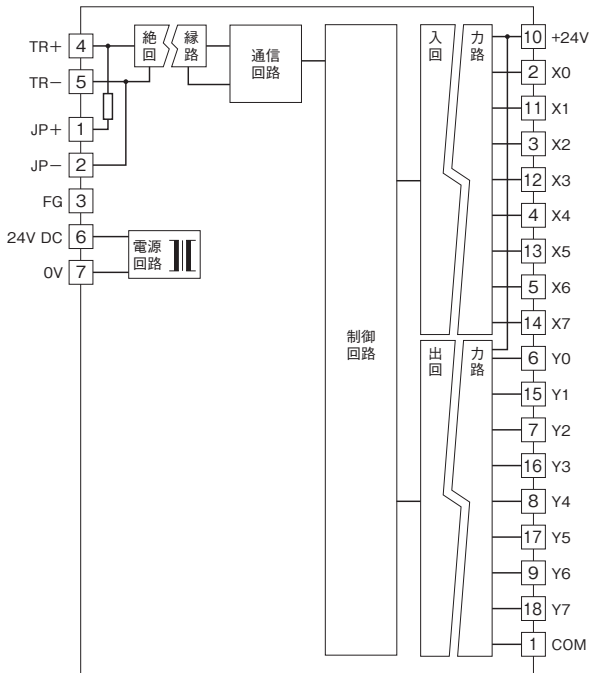 TR+ 4
TR− 5
JP+ 1
JP− 2
FG 3
24V DC 6
0V 7
絶 縁
回 路
通信
回路
電源
回路
制御
回路
入 力
回 路
出 力
回 路
10 +24V
2 X0
11 X1
3 X2
12 X3
4 X4
13 X5
5 X6
14 X7
6 Y0
15 Y1
7 Y2
16 Y3
8 Y4
17 Y5
9 Y6
18 Y7
1 COM